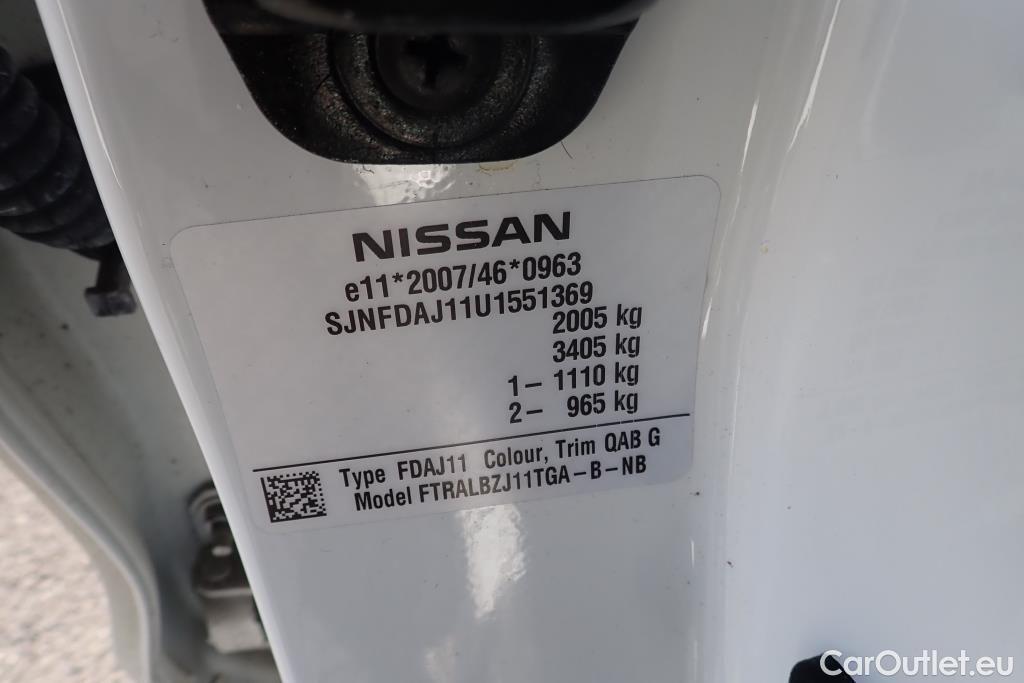 NISSAN
e11*2007/46*0963
SJNFDAJ11U1551369
2005 kg
3405 kg
1– 1110 kg
2– 965 kg
Type FDAJ11 Colour, Trim QAB G
Model FTRALBZJ11TGA–B–NB
CarOutlet.eu